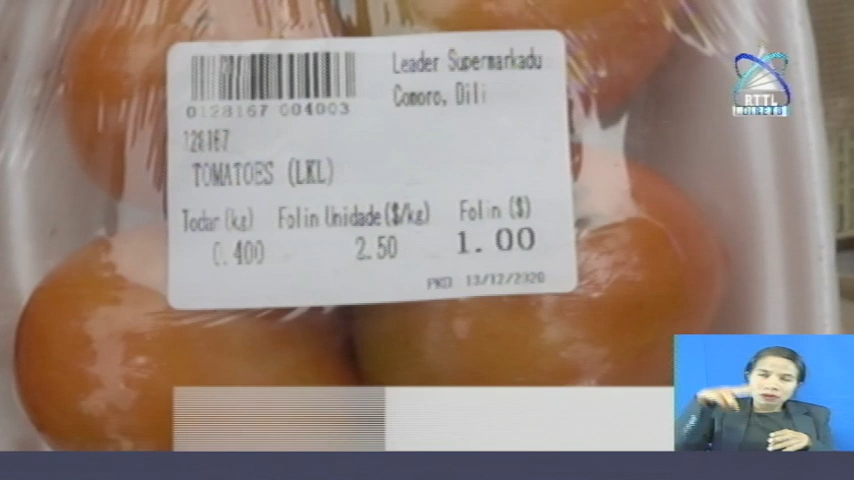 Leader Supermarkadu
Comoro, Dili
0128167 004003
128167
TOMATOES (LKL)
Todar (kg) Folin Unidade ($/kg) Folin ($)
0.400 2.50 1.00
PKD 13/12/2020
RTTL